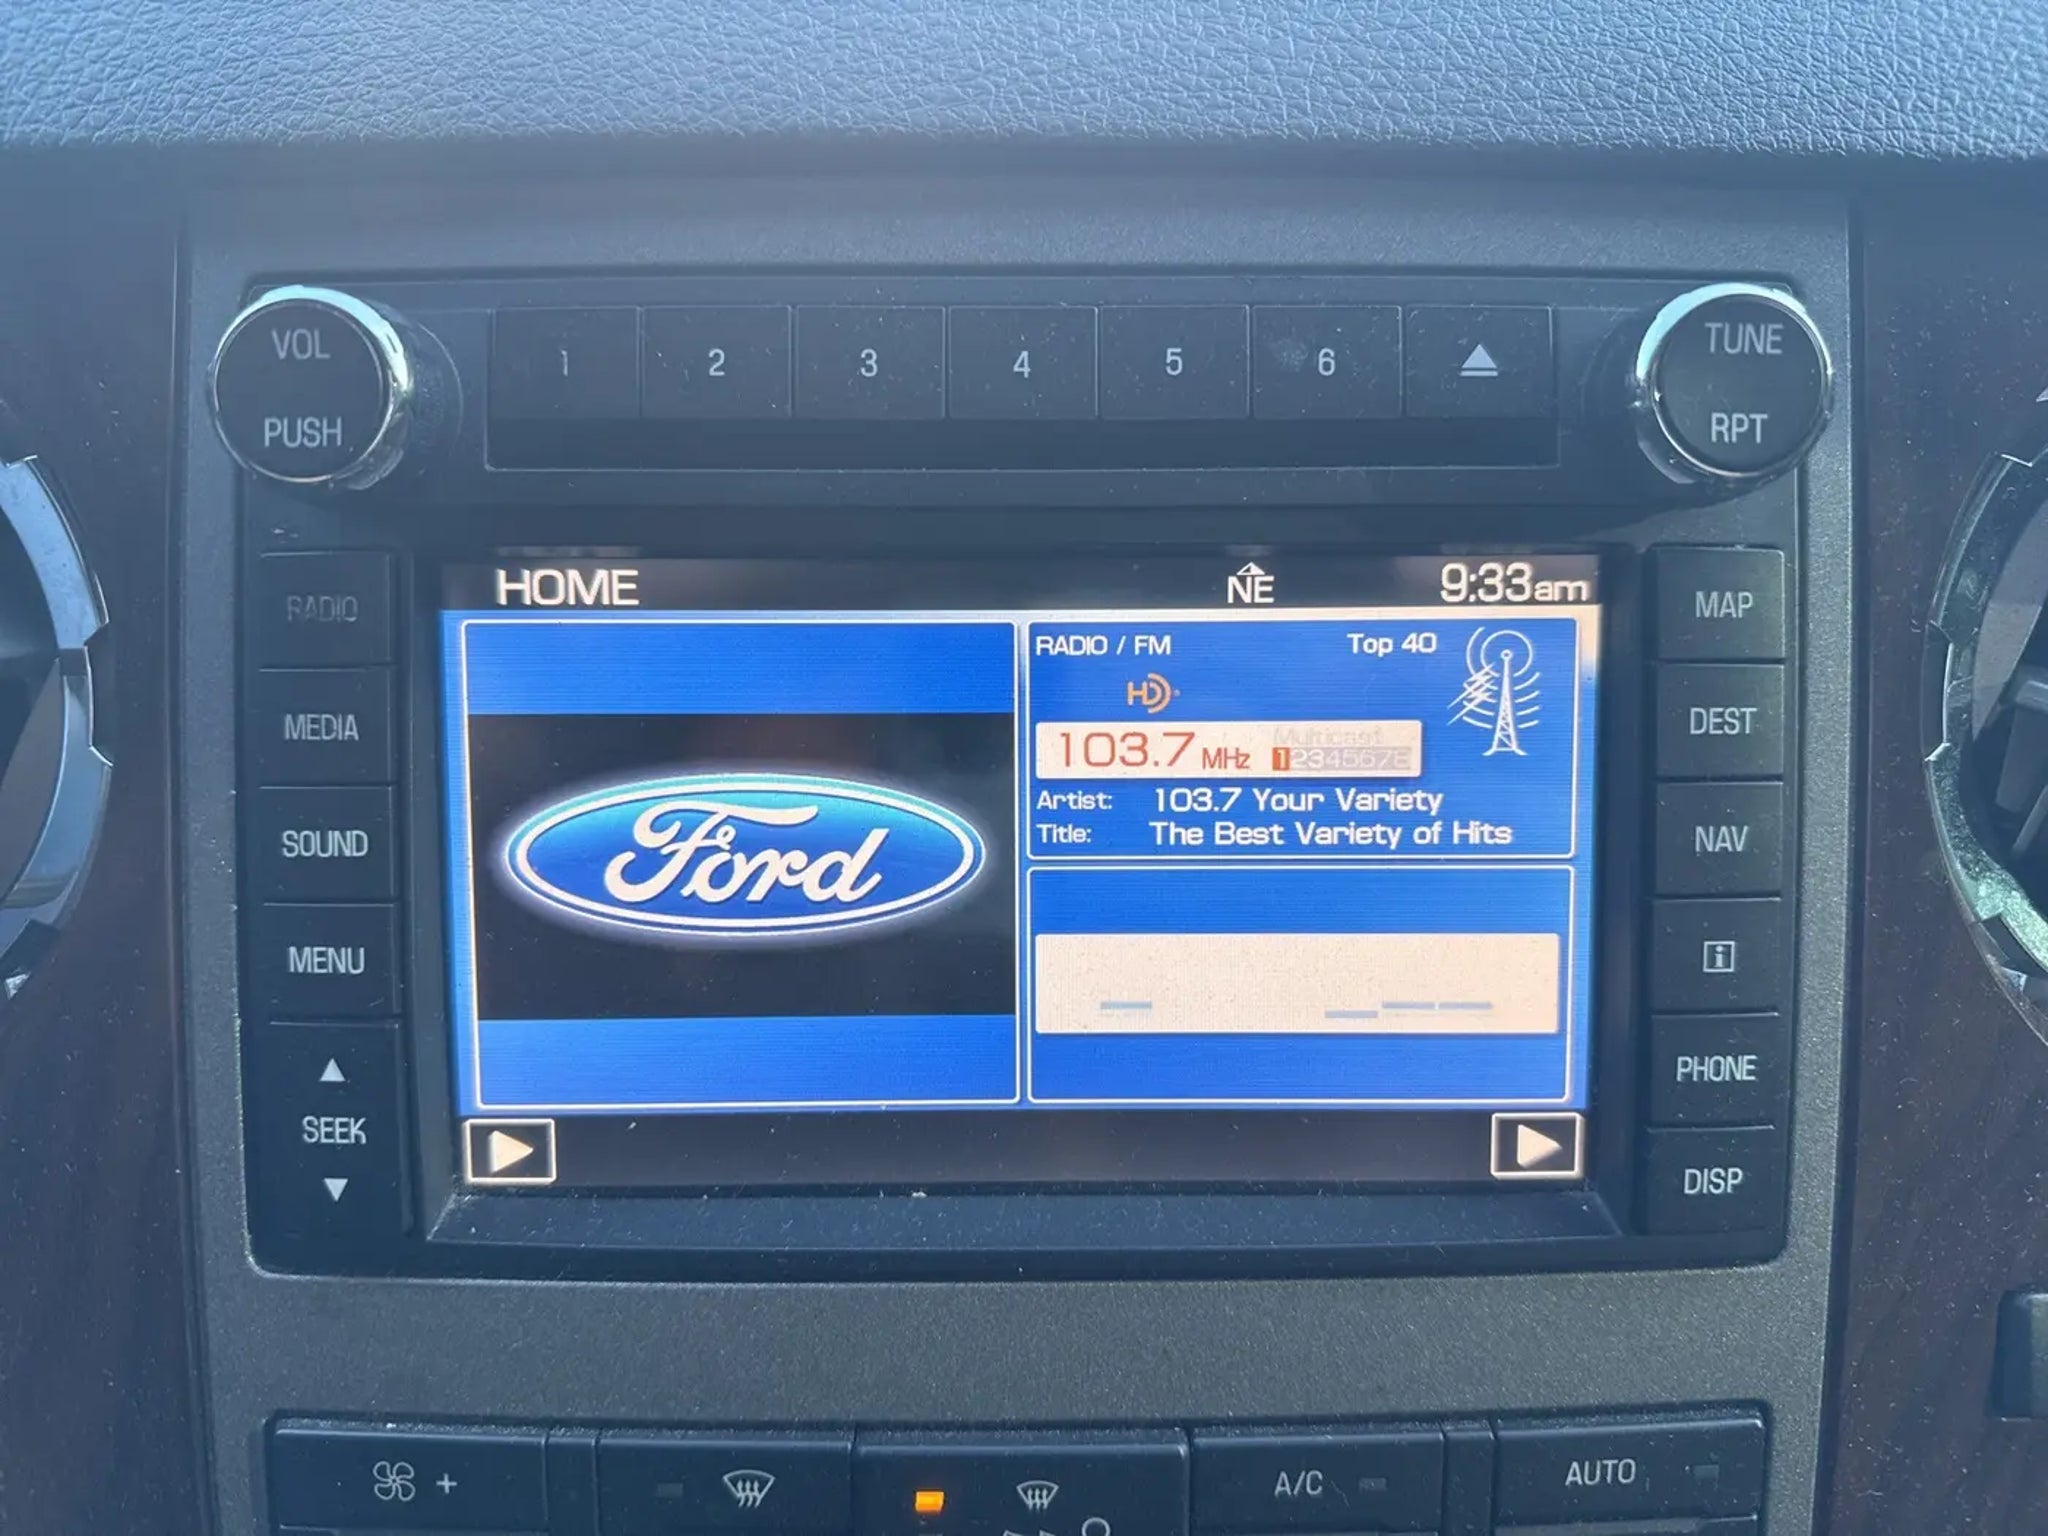 VOL
PUSH
1 2 3 4 5 6
TUNE
RPT
RADIO
MEDIA
SOUND
MENU
SEEK
HOME NE 9:33am
Ford
RADIO / FM Top 40
HD
103.7 MHz Multicast
12345678
Artist: 103.7 Your Variety
Title: The Best Variety of Hits
MAP
DEST
NAV
i
PHONE
DISP
+
A/C
AUTO